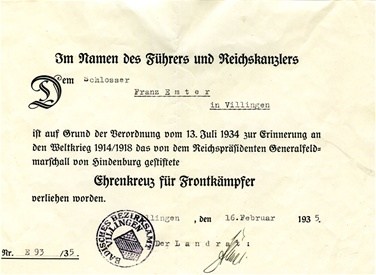 Im Namen des Führers und Reichskanzlers
Dem Schlosser
Franz Emter
in Villingen
ist auf Grund der Verordnung vom 13. Juli 1934 zur Erinnerung an
den Weltkrieg 1914/1918 das von dem Reichspräsidenten Generalfeld-
marschall von Hindenburg gestiftete
Ehrenkreuz für Frontkämpfer
verliehen worden.
Villingen, den 16. Februar 1935.
BADISCHES BEZIRKSAMT
VILLINGEN
Der Landrat:
Nr. E 93 /35.